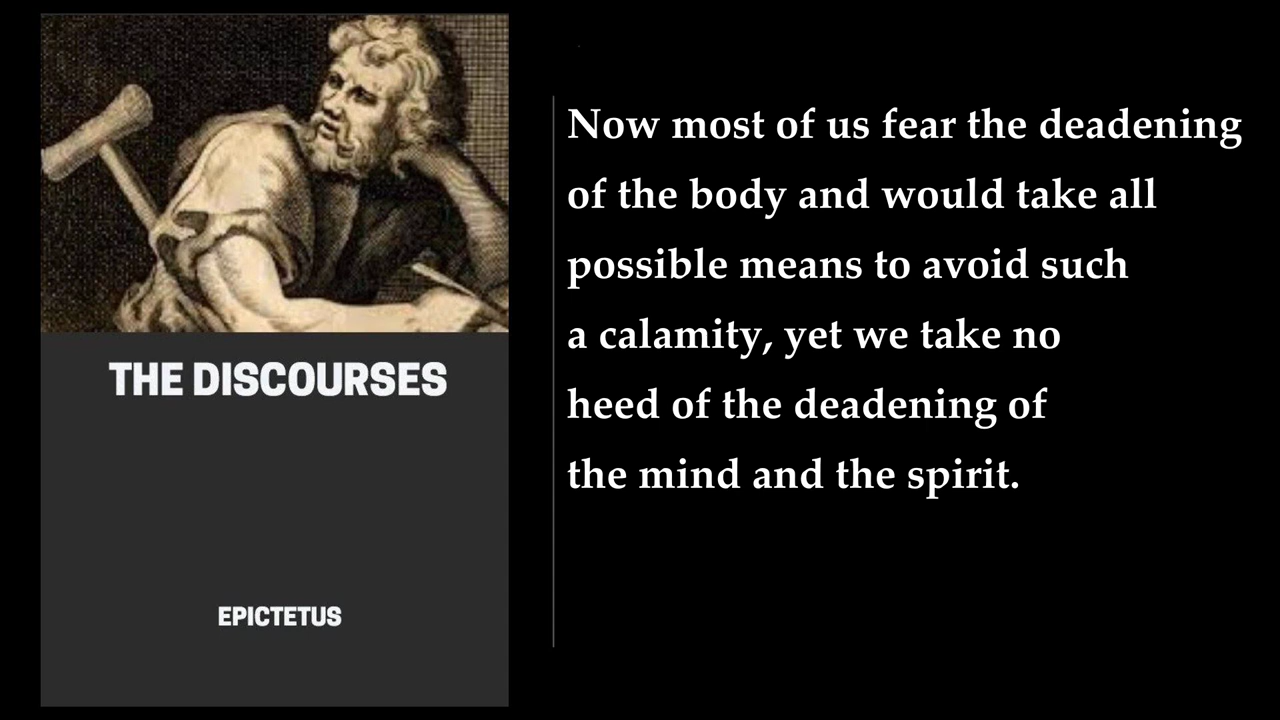 THE DISCOURSES
EPICTETUS
Now most of us fear the deadening
of the body and would take all
possible means to avoid such
a calamity, yet we take no
heed of the deadening of
the mind and the spirit.